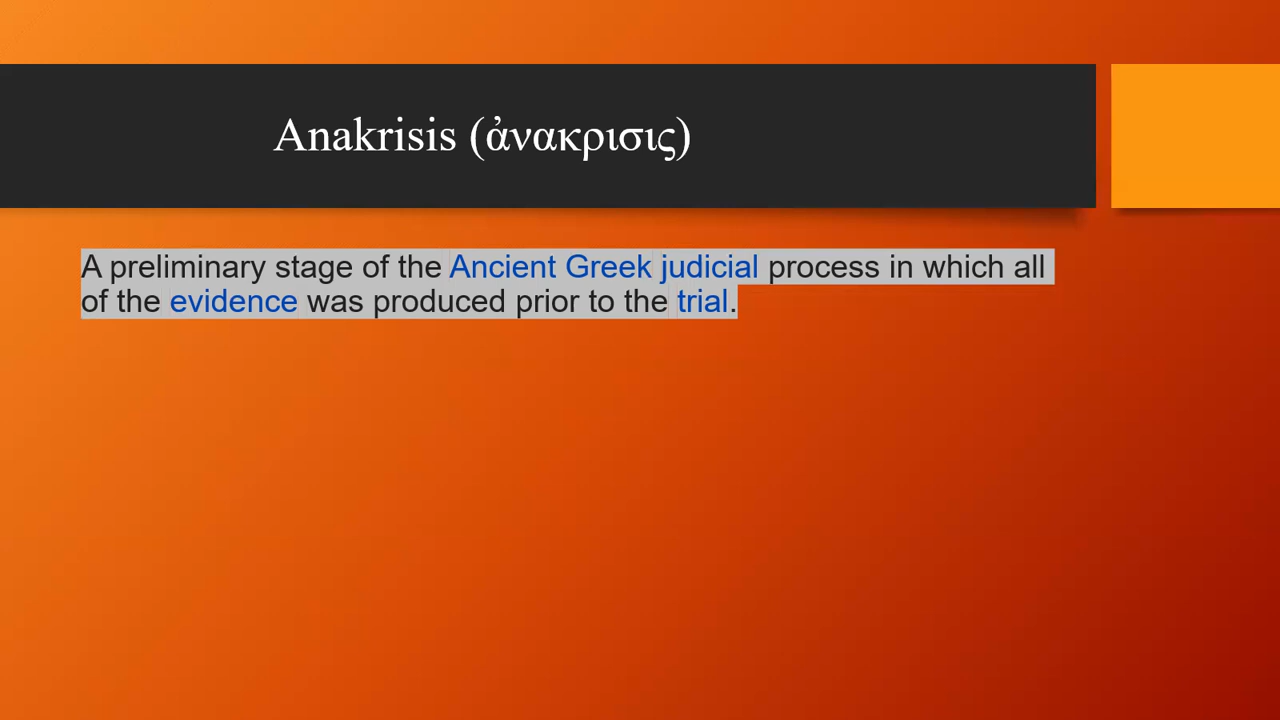 Anakrisis (ἀνακρισις)
A preliminary stage of the Ancient Greek judicial process in which all
of the evidence was produced prior to the trial.